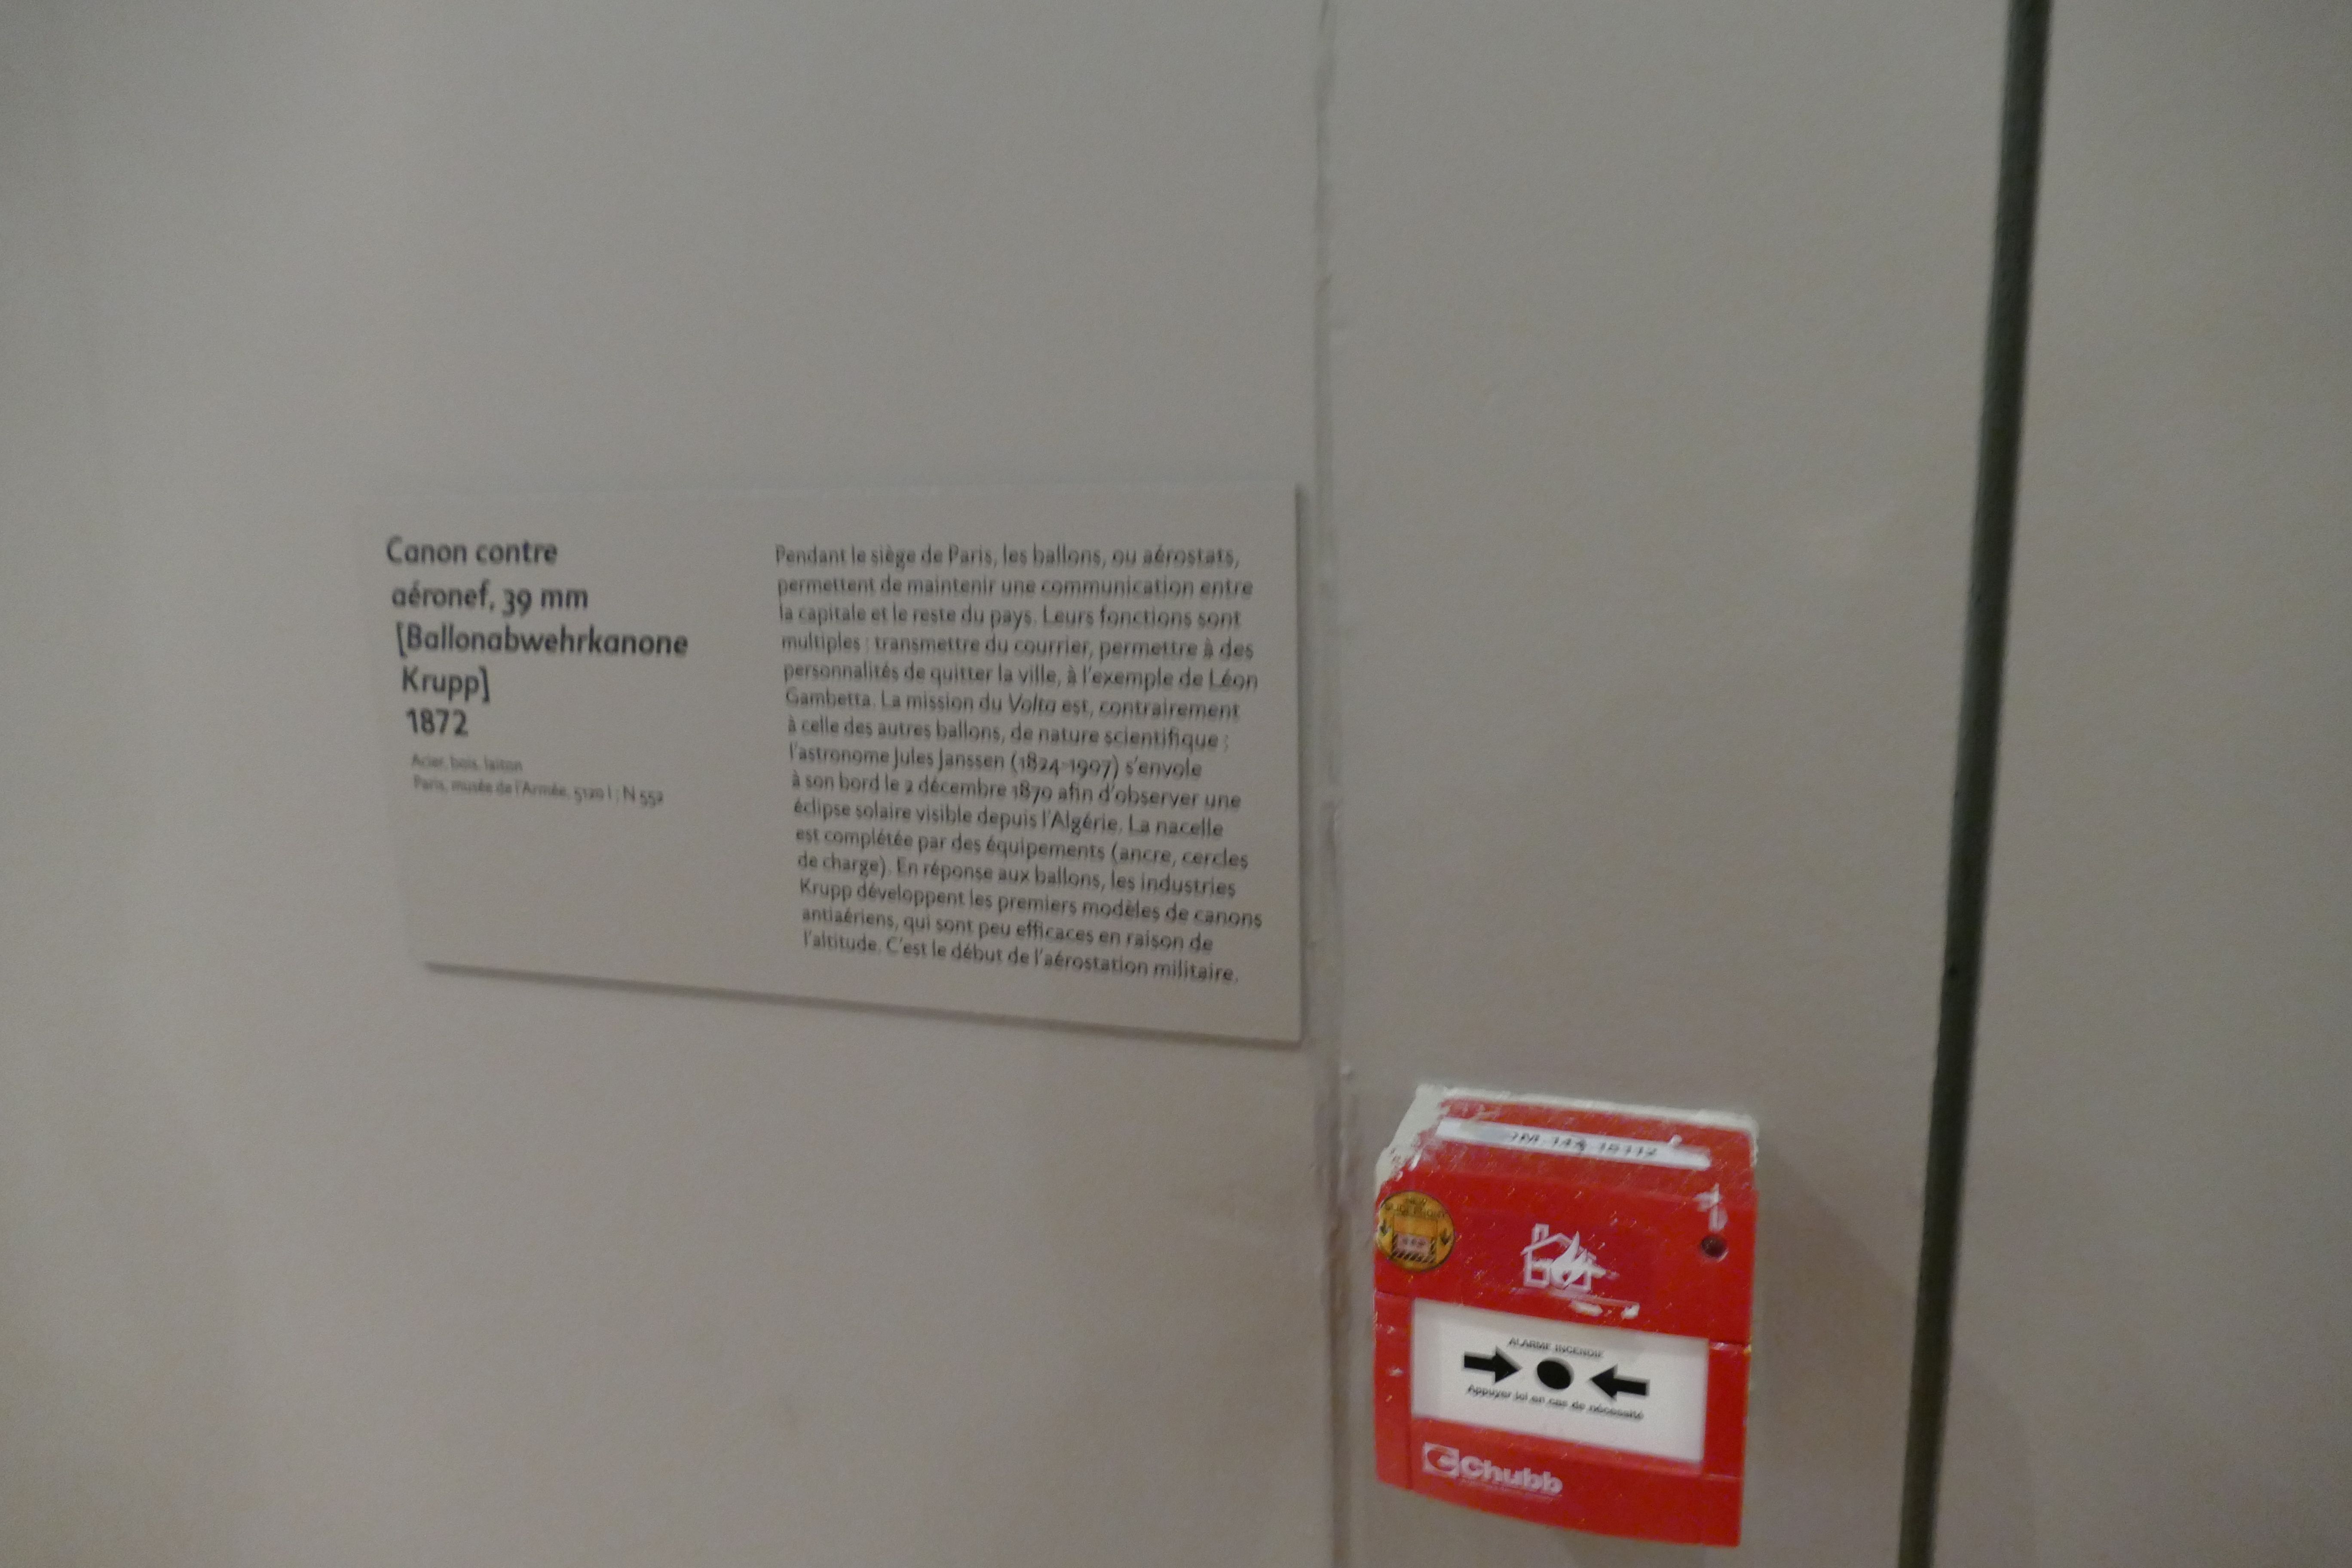 Canon contre
aéronef, 39 mm
[Ballonabwehrkanone
Krupp]
1872
Acier, bois, laiton
Paris, musée de l'Armée, 5120 I ; N 552
Pendant le siège de Paris, les ballons, ou aérostats,
permettent de maintenir une communication entre
la capitale et le reste du pays. Leurs fonctions sont
multiples : transmettre du courrier, permettre à des
personnalités de quitter la ville, à l'exemple de Léon
Gambetta. La mission du Volta est, contrairement
à celle des autres ballons, de nature scientifique ;
l'astronome Jules Janssen (1824-1907) s'envole
à son bord le 2 décembre 1870 afin d'observer une
éclipse solaire visible depuis l'Algérie. La nacelle
est complétée par des équipements (ancre, cercles
de charge). En réponse aux ballons, les industries
Krupp développent les premiers modèles de canons
antiaériens, qui sont peu efficaces en raison de
l'altitude. C'est le début de l'aérostation militaire.
ALARME INCENDIE
Appuyer ici en cas de nécessité
Chubb